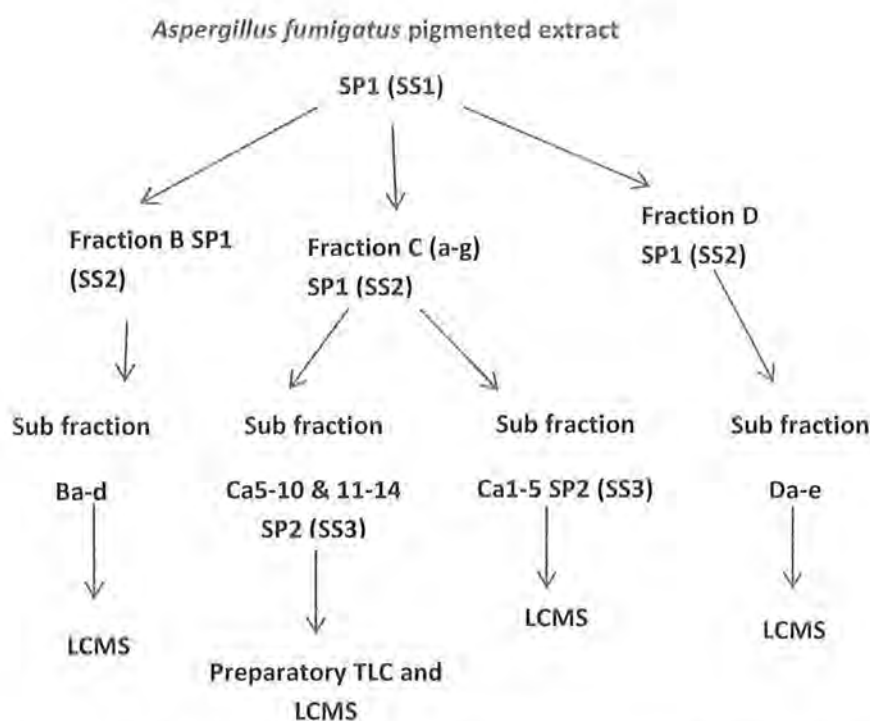 Aspergillus fumigatus pigmented extract
SP1 (SS1)
Fraction B SP1
(SS2)
Fraction C (a-g)
SP1 (SS2)
Fraction D
SP1 (SS2)
Sub fraction
Ba-d
Sub fraction
Ca5-10 & 11-14
SP2 (SS3)
Sub fraction
Ca1-5 SP2 (SS3)
Sub fraction
Da-e
LCMS
Preparatory TLC and
LCMS
LCMS
LCMS